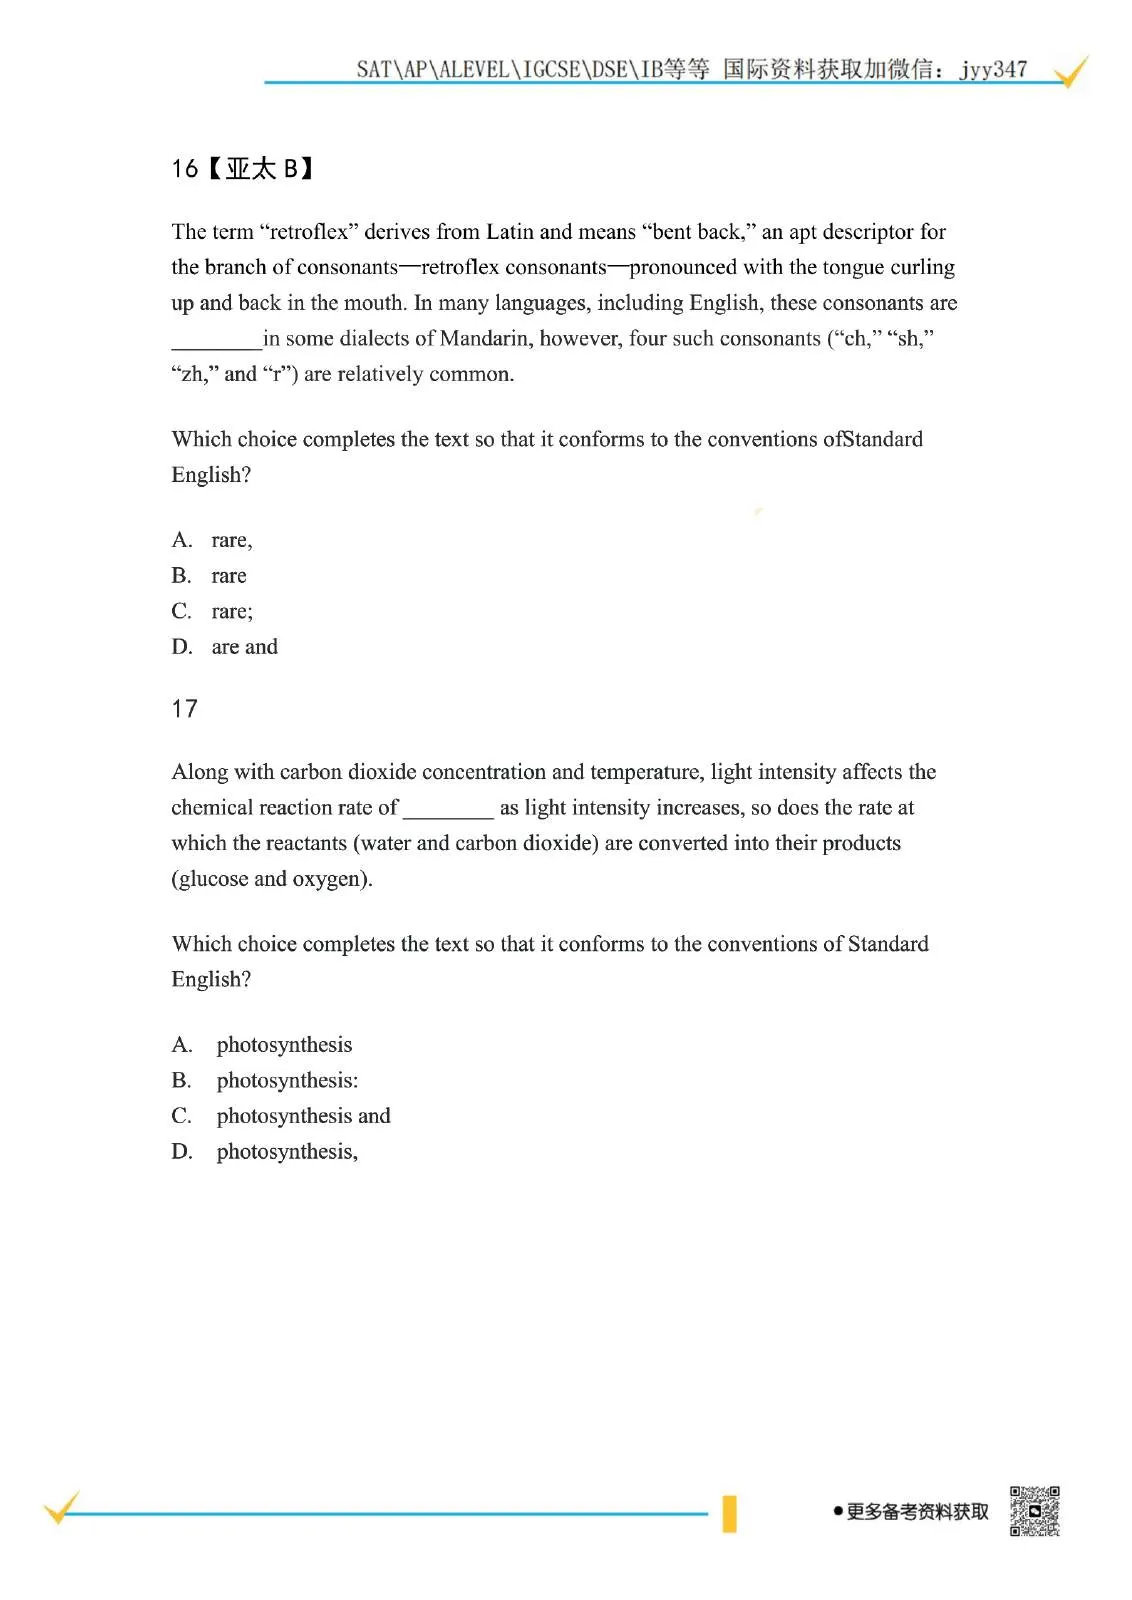 SAT\AP\ALEVEL\IGCSE\DSE\IB等等 国际资料获取加微信：jyy347
16【亚太 B】
The term “retroflex” derives from Latin and means “bent back,” an apt descriptor for
the branch of consonants—retroflex consonants—pronounced with the tongue curling
up and back in the mouth. In many languages, including English, these consonants are
________in some dialects of Mandarin, however, four such consonants (“ch,” “sh,”
“zh,” and “r”) are relatively common.
Which choice completes the text so that it conforms to the conventions ofStandard
English?
A. rare,
B. rare
C. rare;
D. are and
17
Along with carbon dioxide concentration and temperature, light intensity affects the
chemical reaction rate of ________ as light intensity increases, so does the rate at
which the reactants (water and carbon dioxide) are converted into their products
(glucose and oxygen).
Which choice completes the text so that it conforms to the conventions of Standard
English?
A. photosynthesis
B. photosynthesis:
C. photosynthesis and
D. photosynthesis,
●更多备考资料获取